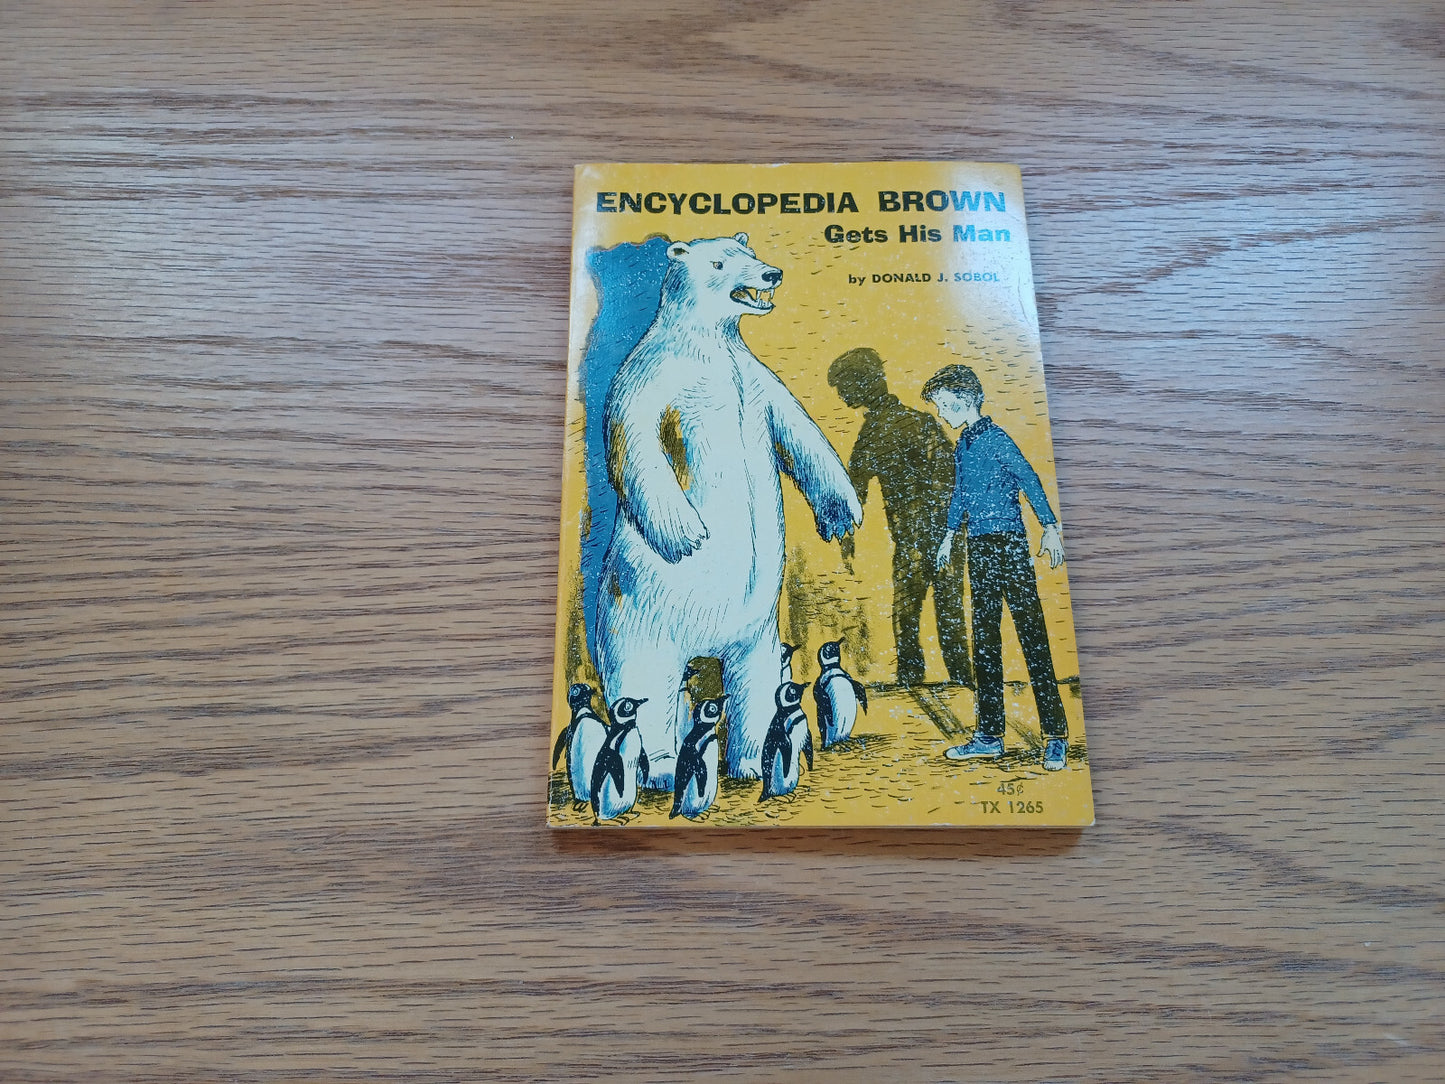 ENCYCLOPEDIA BROWN
Gets His Man
by DONALD J. SOBOL
45¢
TX 1265